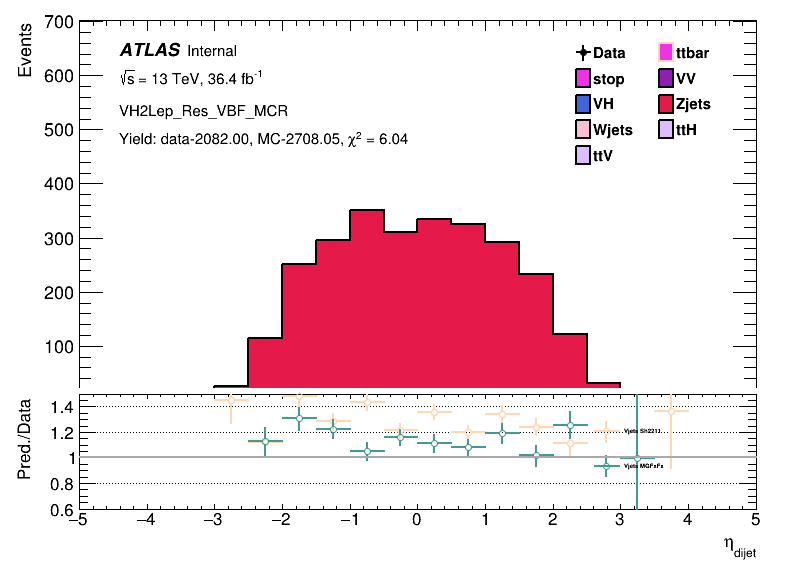 700
600
500
400
300
200
100
Events
ATLAS Internal
√s = 13 TeV, 36.4 fb⁻¹
VH2Lep_Res_VBF_MCR
Yield: data-2082.00, MC-2708.05, χ² = 6.04
Data
ttbar
stop
VV
VH
Zjets
Wjets
ttH
ttV
Pred./Data
1.4
1.2
1
0.8
0.6
Vjets Sh2211
Vjets MGFxFx
−5 −4 −3 −2 −1 0 1 2 3 4 5
η dijet